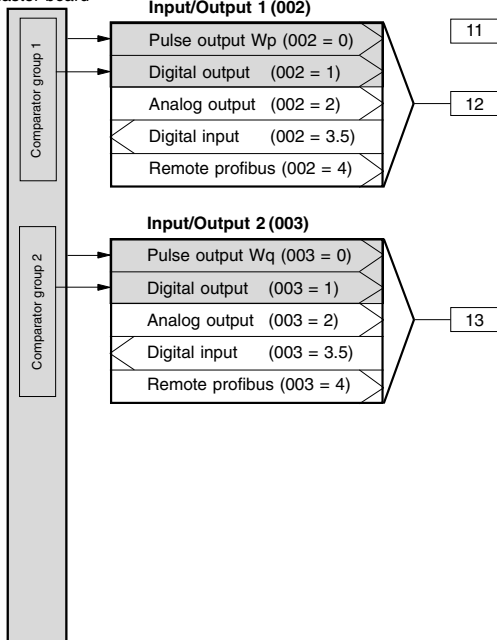 board
Input/Output 1 (002)
Comparator group 1
Pulse output Wp (002 = 0)
Digital output (002 = 1)
Analog output (002 = 2)
Digital input (002 = 3.5)
Remote profibus (002 = 4)
11
12
Input/Output 2 (003)
Comparator group 2
Pulse output Wq (003 = 0)
Digital output (003 = 1)
Analog output (003 = 2)
Digital input (003 = 3.5)
Remote profibus (003 = 4)
13